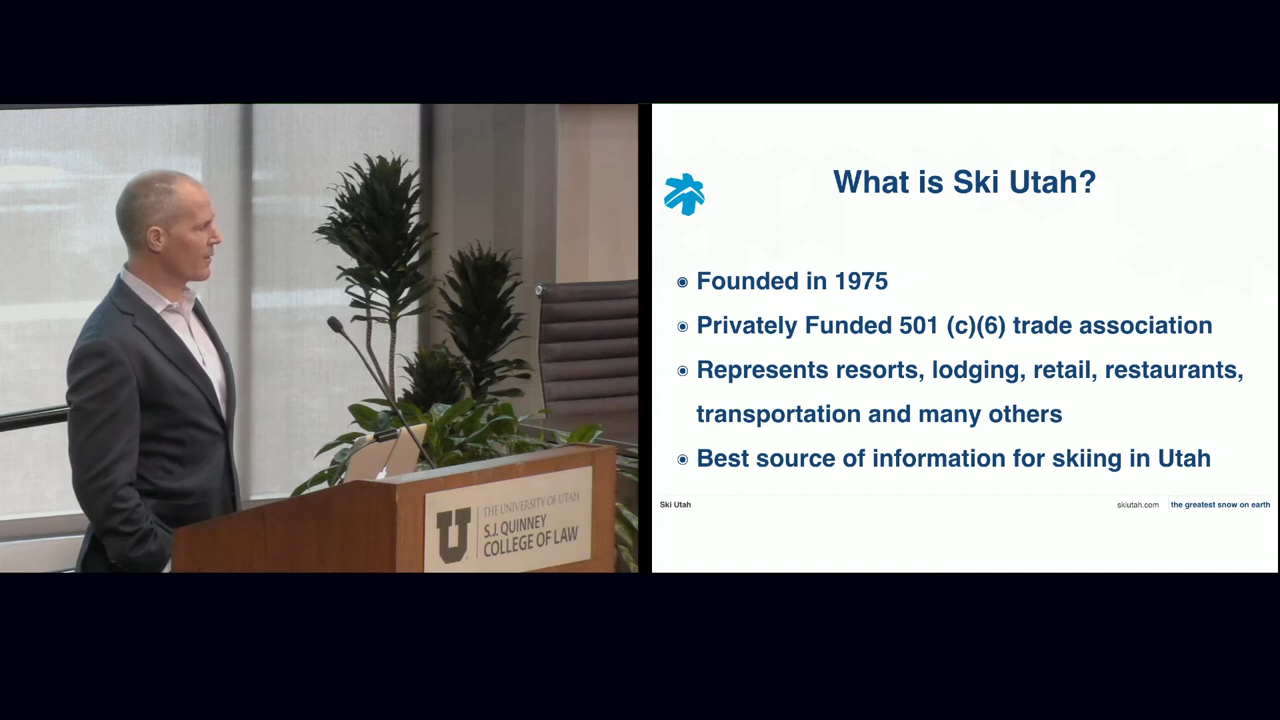 THE UNIVERSITY OF UTAH
S.J. QUINNEY
COLLEGE OF LAW
What is Ski Utah?
Founded in 1975
Privately Funded 501 (c)(6) trade association
Represents resorts, lodging, retail, restaurants,
transportation and many others
Best source of information for skiing in Utah
Ski Utah
skiutah.com
the greatest snow on earth